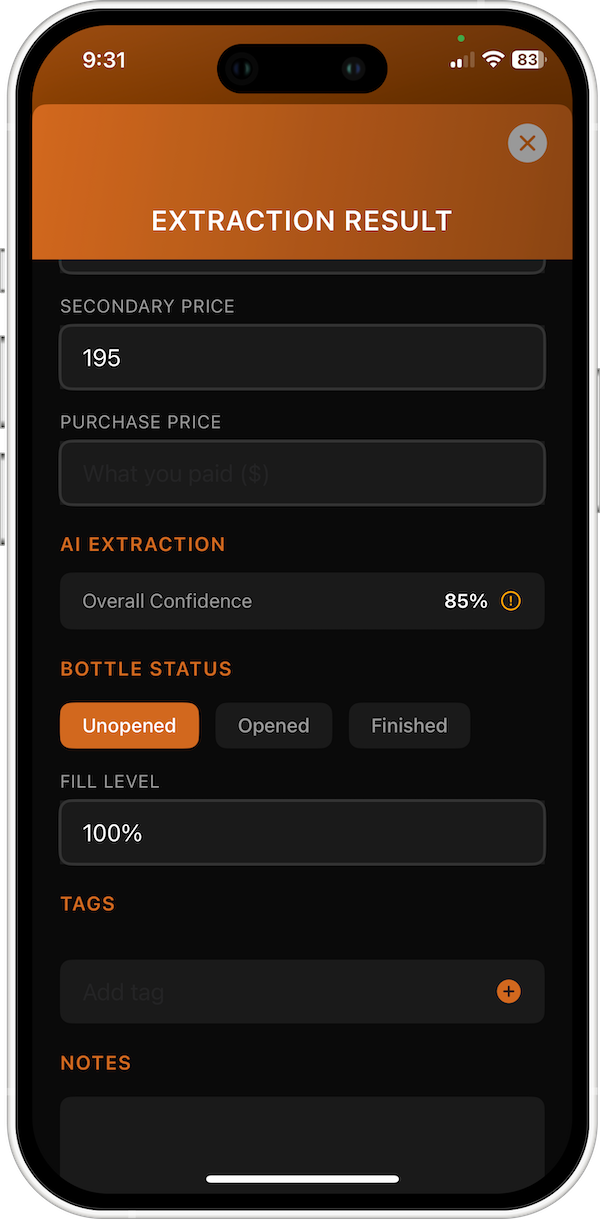 9:31
83
EXTRACTION RESULT
SECONDARY PRICE
195
PURCHASE PRICE
What you paid ($)
AI EXTRACTION
Overall Confidence 85%
BOTTLE STATUS
Unopened Opened Finished
FILL LEVEL
100%
TAGS
Add tag
NOTES